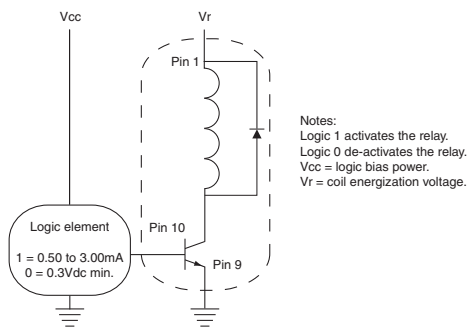 Vcc
Vr
Pin 1
Notes:
Logic 1 activates the relay.
Logic 0 de-activates the relay.
Vcc = logic bias power.
Vr = coil energization voltage.
Logic element
1 = 0.50 to 3.00mA
0 = 0.3Vdc min.
Pin 10
Pin 9